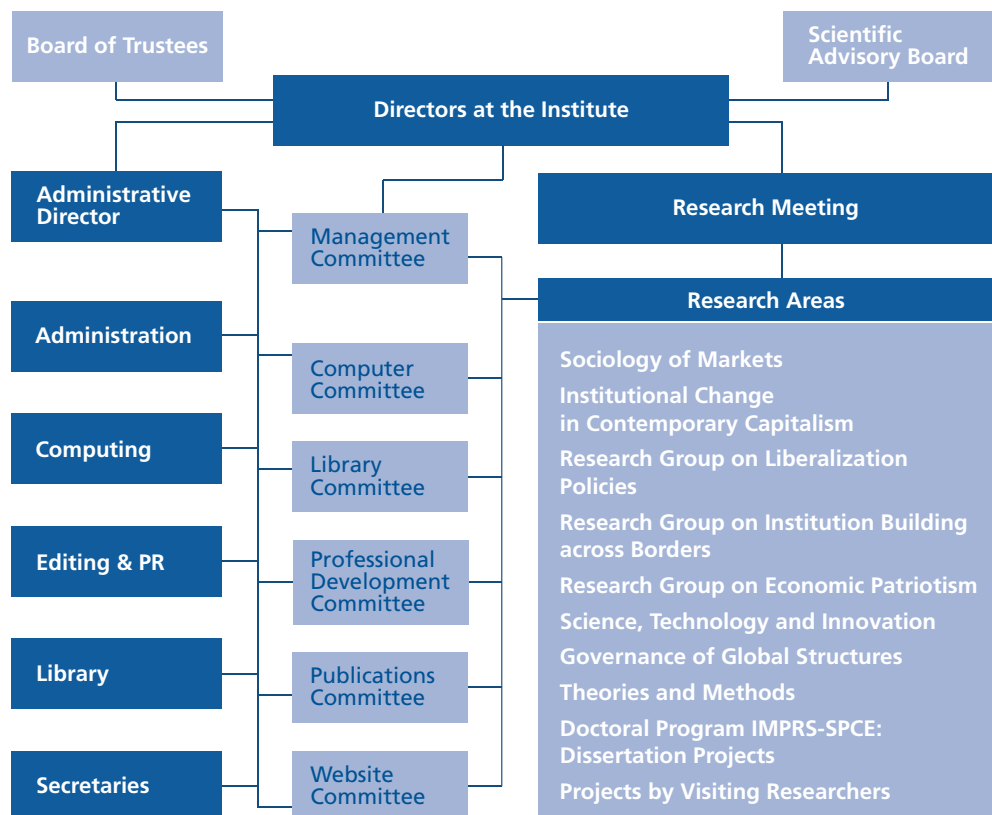 Board of Trustees
Scientific
Advisory Board
Directors at the Institute
Administrative
Director
Administration
Computing
Editing & PR
Library
Secretaries
Management
Committee
Computer
Committee
Library
Committee
Professional
Development
Committee
Publications
Committee
Website
Committee
Research Meeting
Research Areas
Sociology of Markets
Institutional Change
in Contemporary Capitalism
Research Group on Liberalization
Policies
Research Group on Institution Building
across Borders
Research Group on Economic Patriotism
Science, Technology and Innovation
Governance of Global Structures
Theories and Methods
Doctoral Program IMPRS-SPCE:
Dissertation Projects
Projects by Visiting Researchers